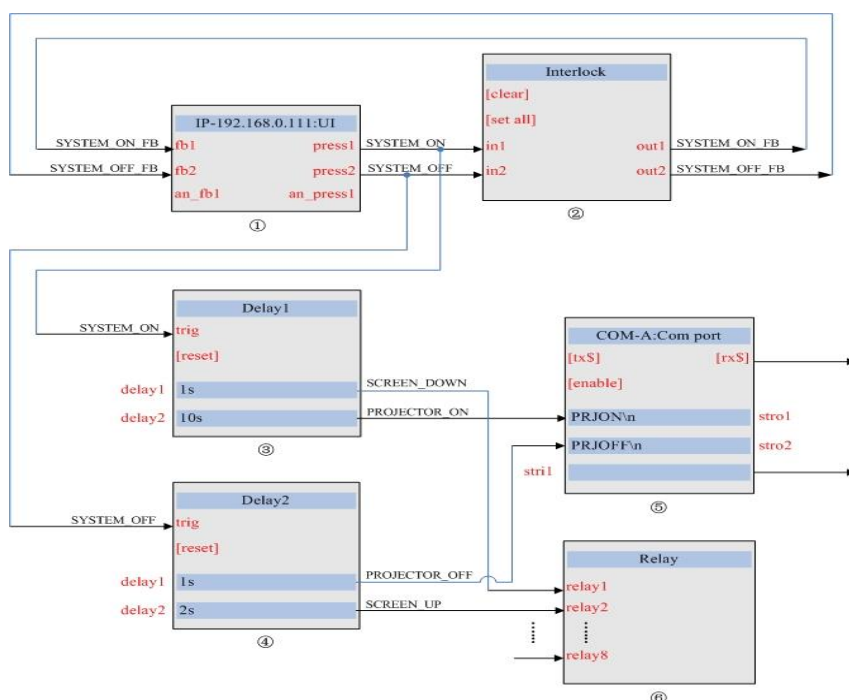 Interlock
[clear]
[set all]
IP-192.168.0.111:UI
SYSTEM_ON_FB fb1 press1 SYSTEM_ON in1 out1 SYSTEM_ON_FB
SYSTEM_OFF_FB fb2 press2 SYSTEM_OFF in2 out2 SYSTEM_OFF_FB
an_fb1 an_press1
① ②
Delay1
SYSTEM_ON trig
[reset]
delay1 1s SCREEN_DOWN
delay2 10s PROJECTOR_ON
③
COM-A:Com port
[tx$] [rx$]
[enable]
PRJON\n stro1
PRJOFF\n stro2
stri1
⑤
Delay2
SYSTEM_OFF trig
[reset]
delay1 1s PROJECTOR_OFF
delay2 2s SCREEN_UP
④
Relay
relay1
relay2
relay8
⑥